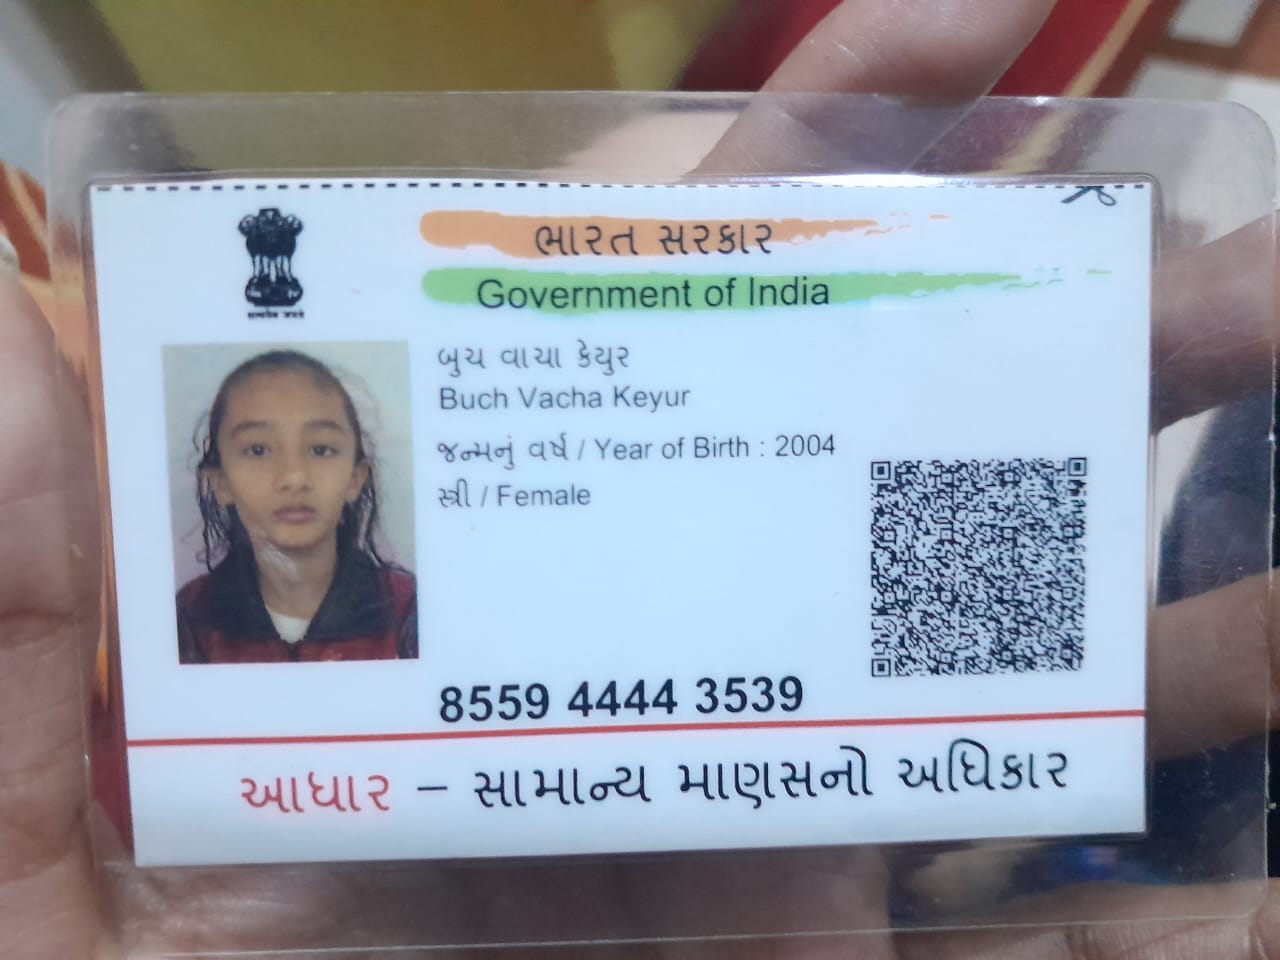 ભારત સરકાર
Government of India
બુચ વાચા કેયુર
Buch Vacha Keyur
જન્મનું વર્ષ / Year of Birth : 2004
સ્ત્રી / Female
8559 4444 3539
આધાર – સામાન્ય માણસનો અધિકાર